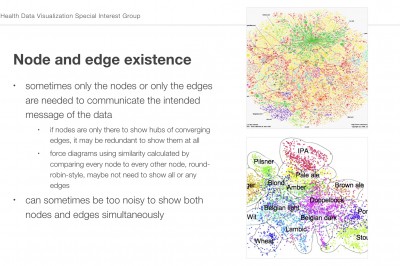 Health Data Visualization Special Interest Group
Node and edge existence
• sometimes only the nodes or only the edges
are needed to communicate the intended
message of the data
• if nodes are only there to show hubs of converging
edges, it may be redundant to show them at all
• force diagrams using similarity calculated by
comparing every node to every other node, round-
robin-style, maybe not need to show all or any
edges
• can sometimes be too noisy to show both
nodes and edges simultaneously
IPA
Pilsner
Pale ale
Blond
Amber
Brown ale
Doppelbock
Belgian light
Wit
Belgian dark
Lambic
Wheat